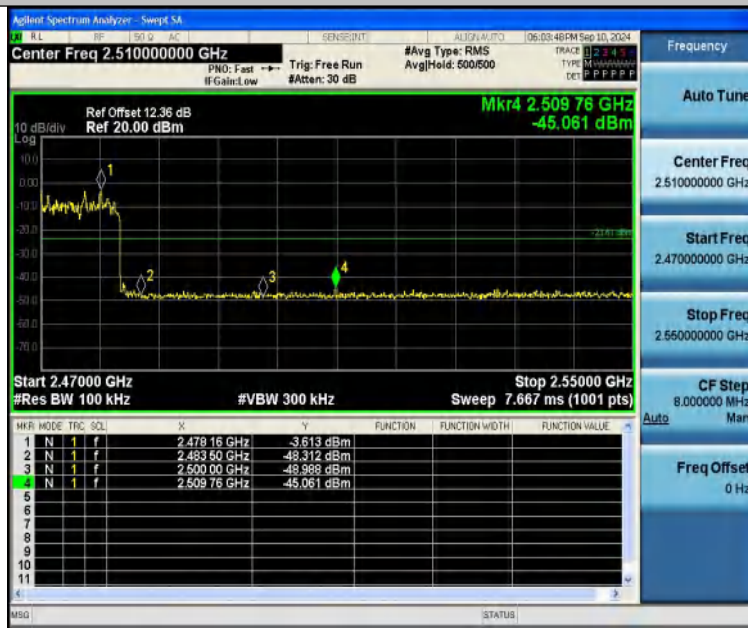 Agilent Spectrum Analyzer - Swept SA
RL RF 50 Ω AC SENSE:INT ALIGN AUTO 06:03:48PM Sep 10, 2024
Center Freq 2.510000000 GHz
PNO: Fast
IFGain:Low
Trig: Free Run
#Atten: 30 dB
#Avg Type: RMS
Avg|Hold: 500/500
TRACE 1 2 3 4 5
TYPE M
DET P P P P P P
Ref Offset 12.36 dB
10 dB/div Ref 20.00 dBm
Log
Mkr4 2.509 76 GHz
-45.061 dBm
10.0
0.00
-10.0
-20.0
-30.0
-40.0
-50.0
-60.0
-70.0
1
2
3
4
Start 2.47000 GHz Stop 2.55000 GHz
#Res BW 100 kHz #VBW 300 kHz Sweep 7.667 ms (1001 pts)
MKR MODE TRC SCL X Y FUNCTION FUNCTION WIDTH FUNCTION VALUE
1 N 1 f 2.478 16 GHz -3.613 dBm
2 N 1 f 2.483 50 GHz -48.312 dBm
3 N 1 f 2.500 00 GHz -48.988 dBm
4 N 1 f 2.509 76 GHz -45.061 dBm
5
6
7
8
9
10
11
MSG STATUS
Frequency
Auto Tune
Center Freq
2.510000000 GHz
Start Freq
2.470000000 GHz
Stop Freq
2.550000000 GHz
CF Step
8.000000 MHz
Auto Man
Freq Offset
0 Hz